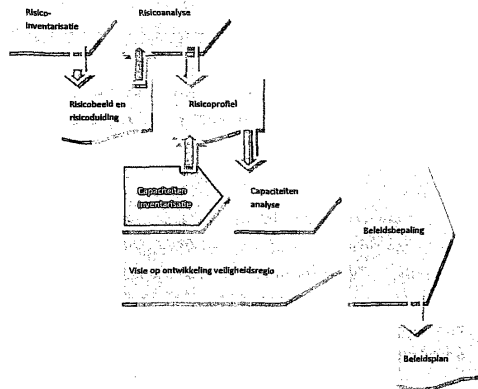 Risico-
inventarisatie
Risicoanalyse
Risicobeeld en
risicoduiding
Risicoprofiel
Capaciteiten
inventarisatie
Capaciteiten
analyse
Beleidsbepaling
Visie op ontwikkeling veiligheidsregio
Beleidsplan